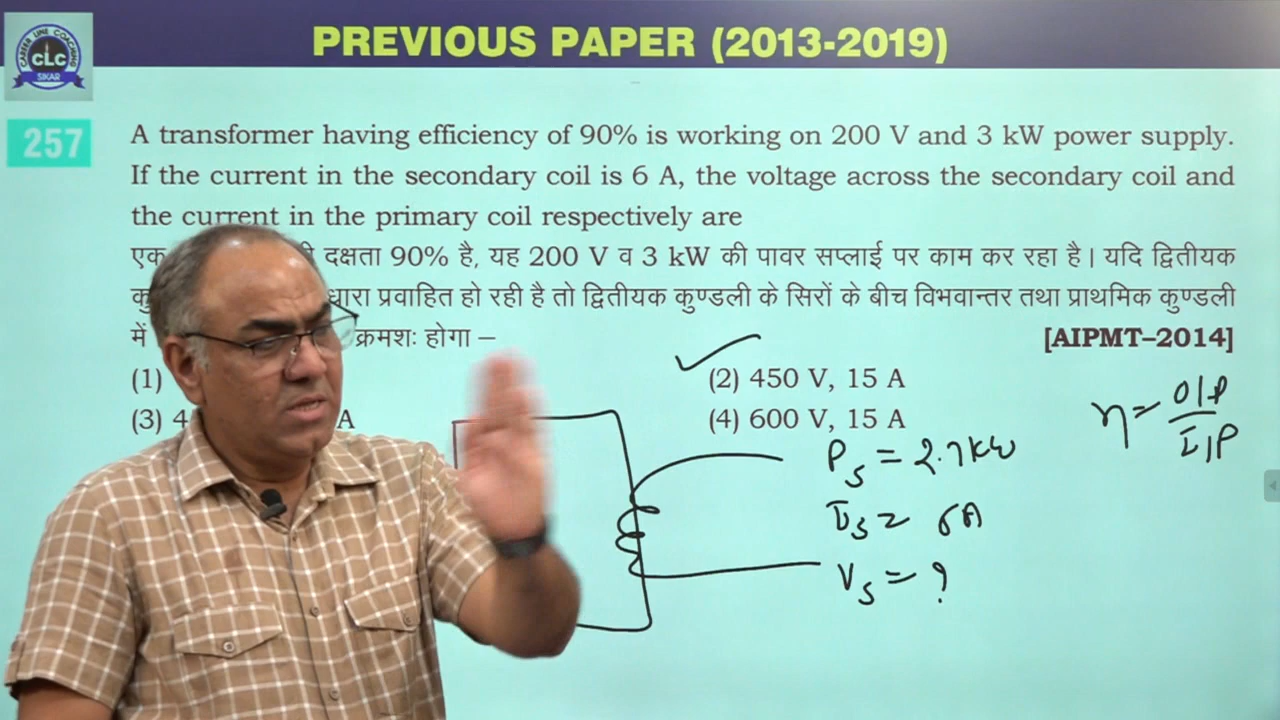 PREVIOUS PAPER (2013-2019)
CAREER LINE COACHING
CLC
SIKAR
257
A transformer having efficiency of 90% is working on 200 V and 3 kW power supply.
If the current in the secondary coil is 6 A, the voltage across the secondary coil and
the current in the primary coil respectively are
एक दक्षता 90% है, यह 200 V व 3 kW की पावर सप्लाई पर काम कर रहा है। यदि द्वितीयक
धारा प्रवाहित हो रही है तो द्वितीयक कुण्डली के सिरों के बीच विभवान्तर तथा प्राथमिक कुण्डली
में क्रमशः होगा –
[AIPMT–2014]
(1)
(2) 450 V, 15 A
(3) 4 A
(4) 600 V, 15 A
η = O/P
I/P
Ps = 2.7kw
Is = 6A
Vs = ?